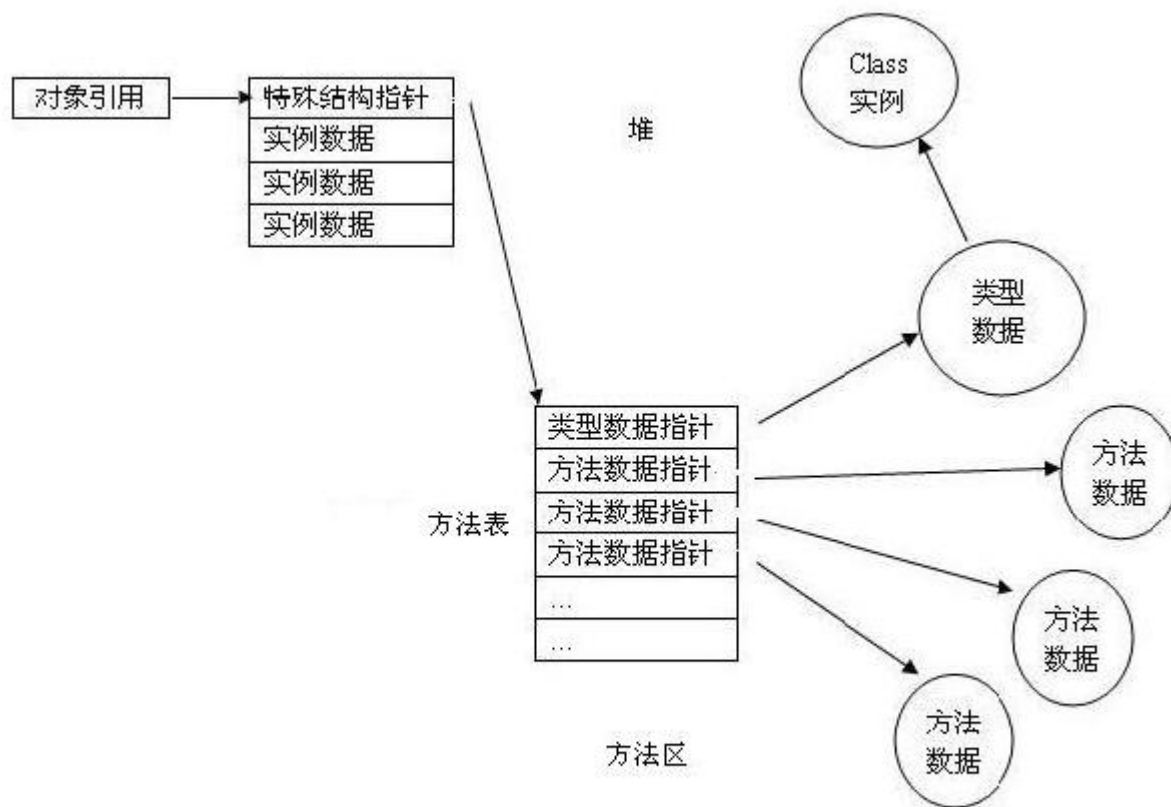 对象引用
特殊结构指针
实例数据
实例数据
实例数据
堆
Class
实例
类型
数据
类型数据指针
方法数据指针
方法数据指针
方法数据指针
…
…
方法表
方法
数据
方法
数据
方法
数据
方法区